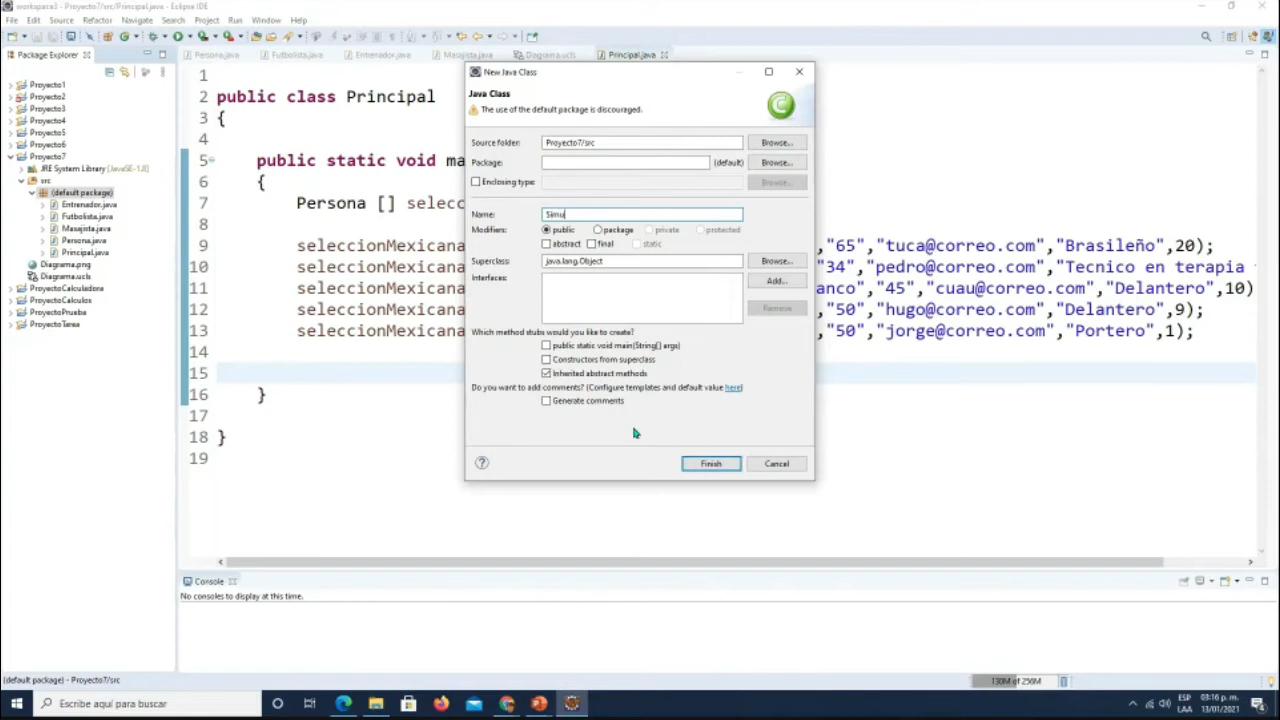 workspace3 - Proyecto7/src/Principal.java - Eclipse IDE
File Edit Source Refactor Navigate Search Project Run Window Help
Package Explorer
Persona.java Futbolista.java Entrenador.java Masajista.java Diagrama.ucls Principal.java
Proyecto1
Proyecto2
Proyecto3
Proyecto4
Proyecto5
Proyecto6
Proyecto7
JRE System Library [JavaSE-1.8]
src
(default package)
Entrenador.java
Futbolista.java
Masajista.java
Persona.java
Principal.java
Diagrama.png
Diagrama.ucls
ProyectoCalculadora
ProyectoCalculos
ProyectoPrueba
ProyectoTarea
1
2 public class Principal
3 {
4
5 public static void ma
6 {
7 Persona [] selecc
8
9 seleccionMexicana ,"65","tuca@correo.com","Brasileño",20);
10 seleccionMexicana "34","pedro@correo.com","Tecnico en terapia
11 seleccionMexicana anco","45","cuau@correo.com","Delantero",10)
12 seleccionMexicana ,"50","hugo@correo.com","Delantero",9);
13 seleccionMexicana ,"50","jorge@correo.com","Portero",1);
14
15
16 }
17
18 }
19
New Java Class
Java Class
The use of the default package is discouraged.
Source folder: Proyecto7/src Browse...
Package: (default) Browse...
Enclosing type: Browse...
Name: Simu
Modifiers: public package private protected
abstract final static
Superclass: java.lang.Object Browse...
Interfaces: Add...
Remove
Which method stubs would you like to create?
public static void main(String[] args)
Constructors from superclass
Inherited abstract methods
Do you want to add comments? (Configure templates and default value here)
Generate comments
Finish Cancel
Console
No consoles to display at this time.
(default package) - Proyecto7/src
130M of 256M
Escribe aquí para buscar
ESP
LAA
03:16 p. m.
13/01/2021